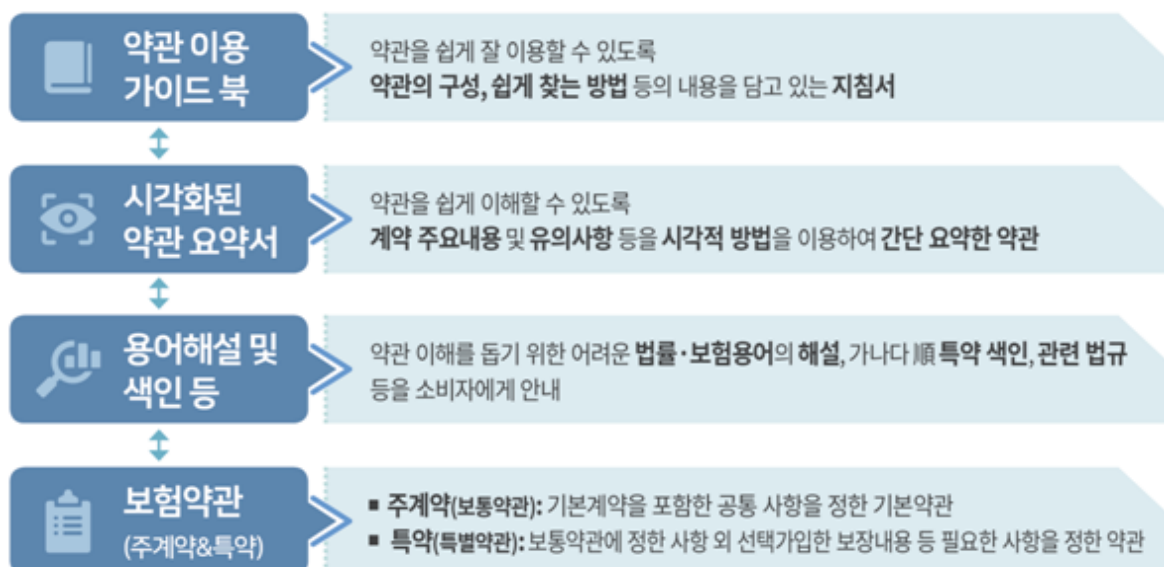 약관 이용
가이드 북
약관을 쉽게 잘 이용할 수 있도록
약관의 구성, 쉽게 찾는 방법 등의 내용을 담고 있는 지침서
시각화된
약관 요약서
약관을 쉽게 이해할 수 있도록
계약 주요내용 및 유의사항 등을 시각적 방법을 이용하여 간단 요약한 약관
용어해설 및
색인 등
약관 이해를 돕기 위한 어려운 법률·보험용어의 해설, 가나다 順 특약 색인, 관련 법규
등을 소비자에게 안내
보험약관
(주계약&특약)
▪ 주계약(보통약관): 기본계약을 포함한 공통 사항을 정한 기본약관
▪ 특약(특별약관): 보통약관에 정한 사항 외 선택가입한 보장내용 등 필요한 사항을 정한 약관